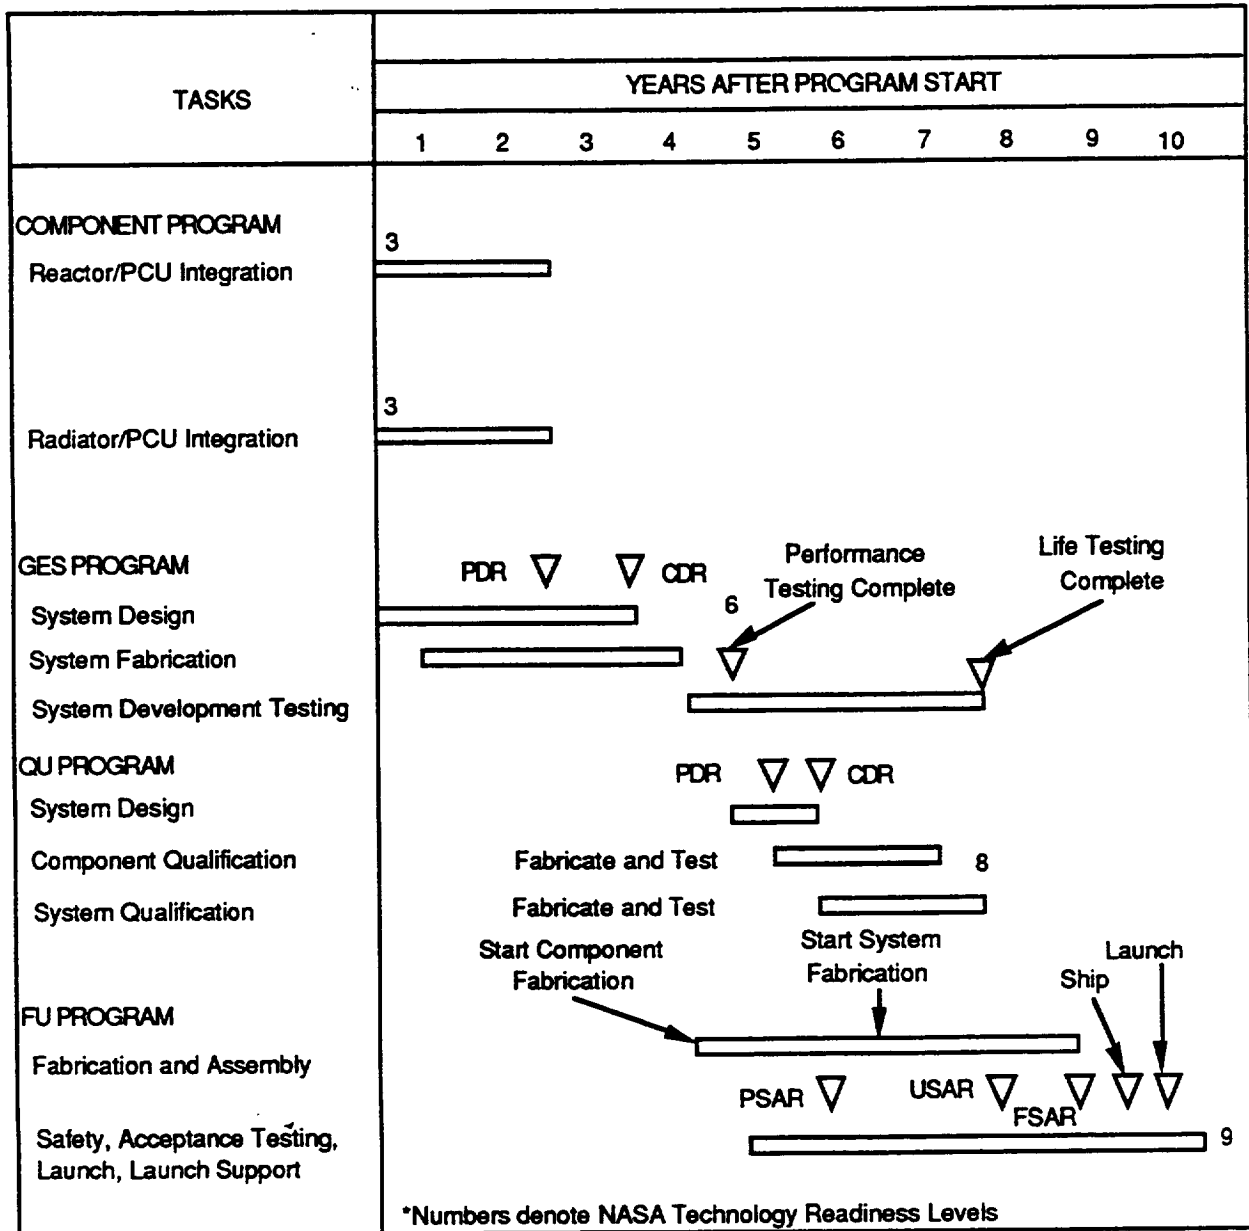 TASKS
YEARS AFTER PROGRAM START
1 2 3 4 5 6 7 8 9 10
COMPONENT PROGRAM
3
Reactor/PCU Integration
3
Radiator/PCU Integration
GES PROGRAM
PDR CDR
Performance
Testing Complete
Life Testing
Complete
System Design
6
System Fabrication
System Development Testing
QU PROGRAM
PDR CDR
System Design
Component Qualification
Fabricate and Test
8
System Qualification
Fabricate and Test
Start Component
Fabrication
Start System
Fabrication
Launch
Ship
FU PROGRAM
Fabrication and Assembly
PSAR
USAR
FSAR
Safety, Acceptance Testing,
Launch, Launch Support
9
*Numbers denote NASA Technology Readiness Levels